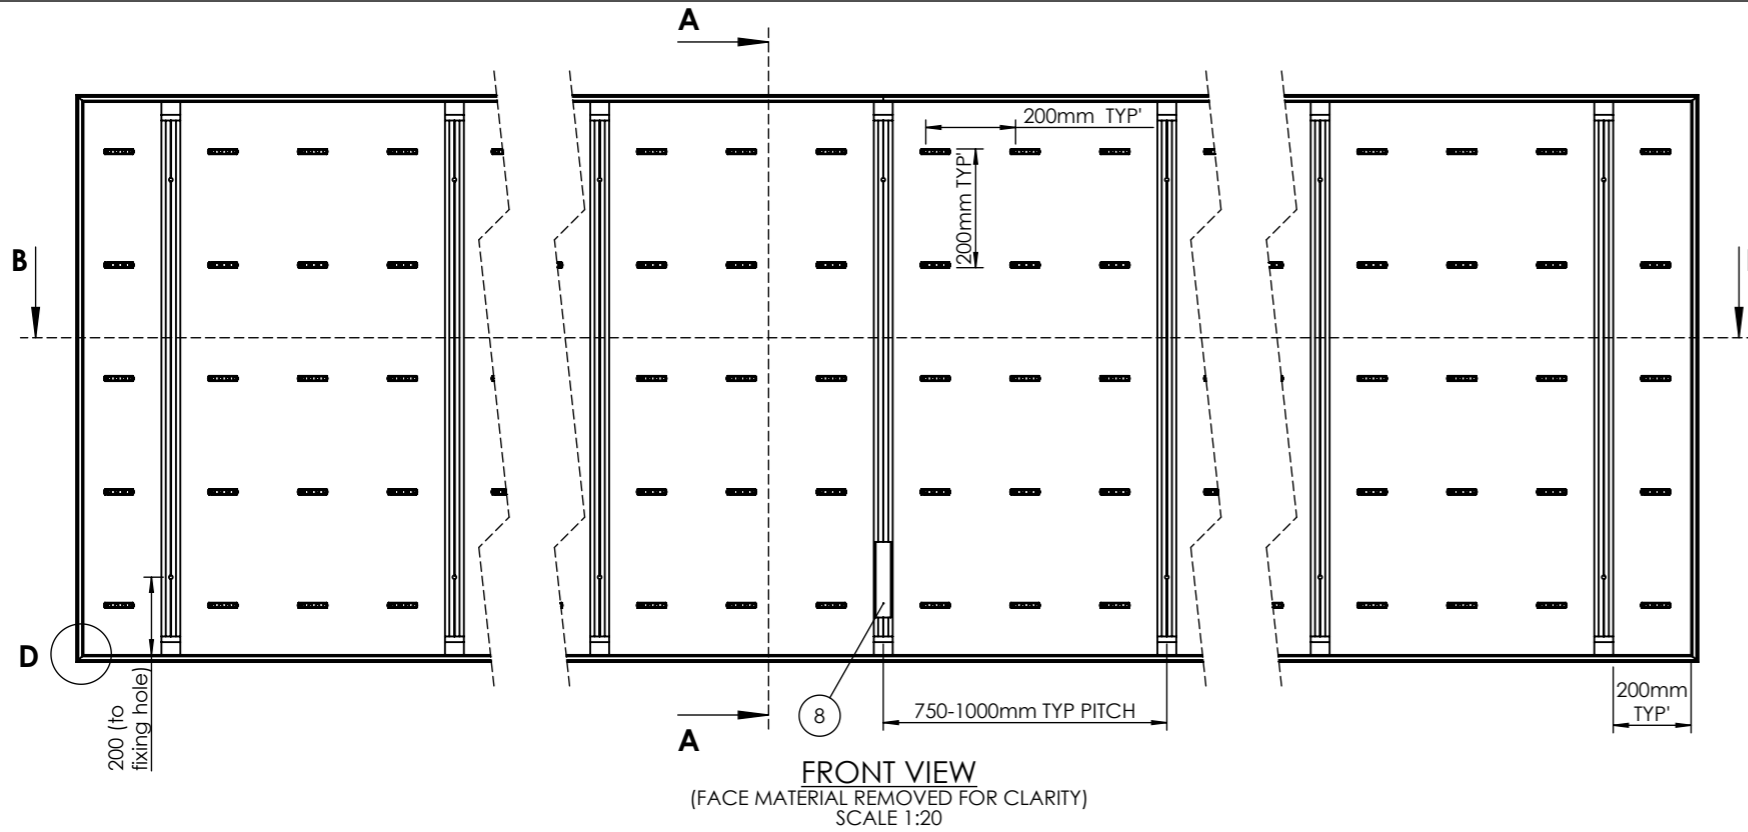 A
200mm TYP'
200mm TYP'
B
D
200 (to
fixing hole)
8
750-1000mm TYP PITCH
200mm
TYP'
A
FRONT VIEW
(FACE MATERIAL REMOVED FOR CLARITY)
SCALE 1:20